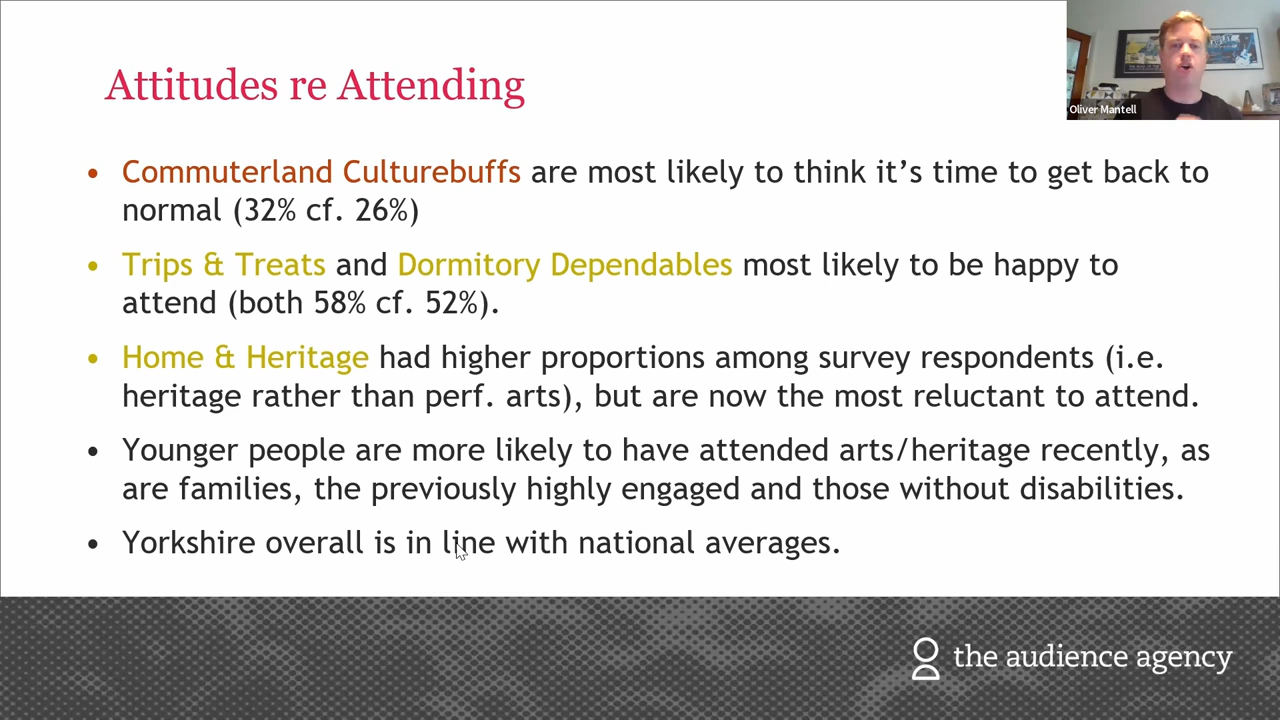 Attitudes re Attending
Oliver Mantell
• Commuterland Culturebuffs are most likely to think it’s time to get back to
normal (32% cf. 26%)
• Trips & Treats and Dormitory Dependables most likely to be happy to
attend (both 58% cf. 52%).
• Home & Heritage had higher proportions among survey respondents (i.e.
heritage rather than perf. arts), but are now the most reluctant to attend.
• Younger people are more likely to have attended arts/heritage recently, as
are families, the previously highly engaged and those without disabilities.
• Yorkshire overall is in line with national averages.
the audience agency